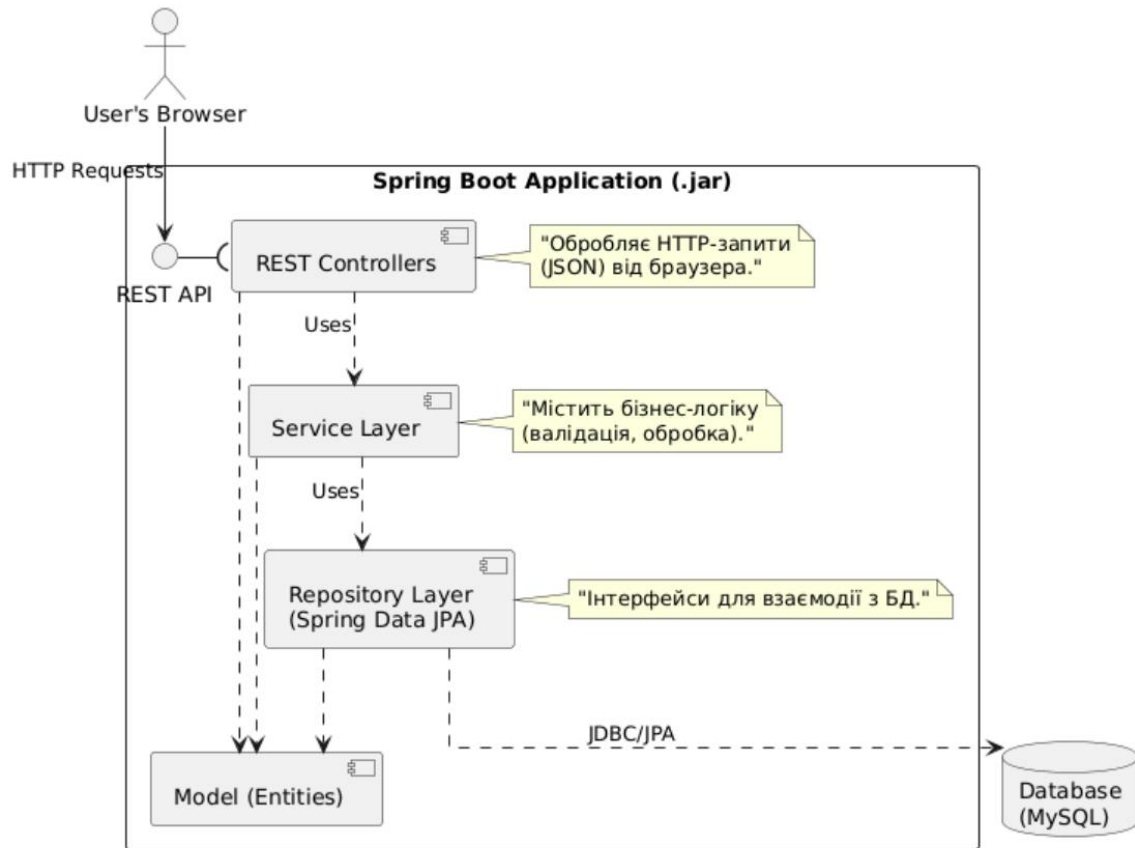 User's Browser
HTTP Requests
Spring Boot Application (.jar)
REST Controllers
"Обробляє HTTP-запити
(JSON) від браузера."
REST API
Uses
Service Layer
"Містить бізнес-логіку
(валідація, обробка)."
Uses
Repository Layer
(Spring Data JPA)
"Інтерфейси для взаємодії з БД."
JDBC/JPA
Model (Entities)
Database
(MySQL)